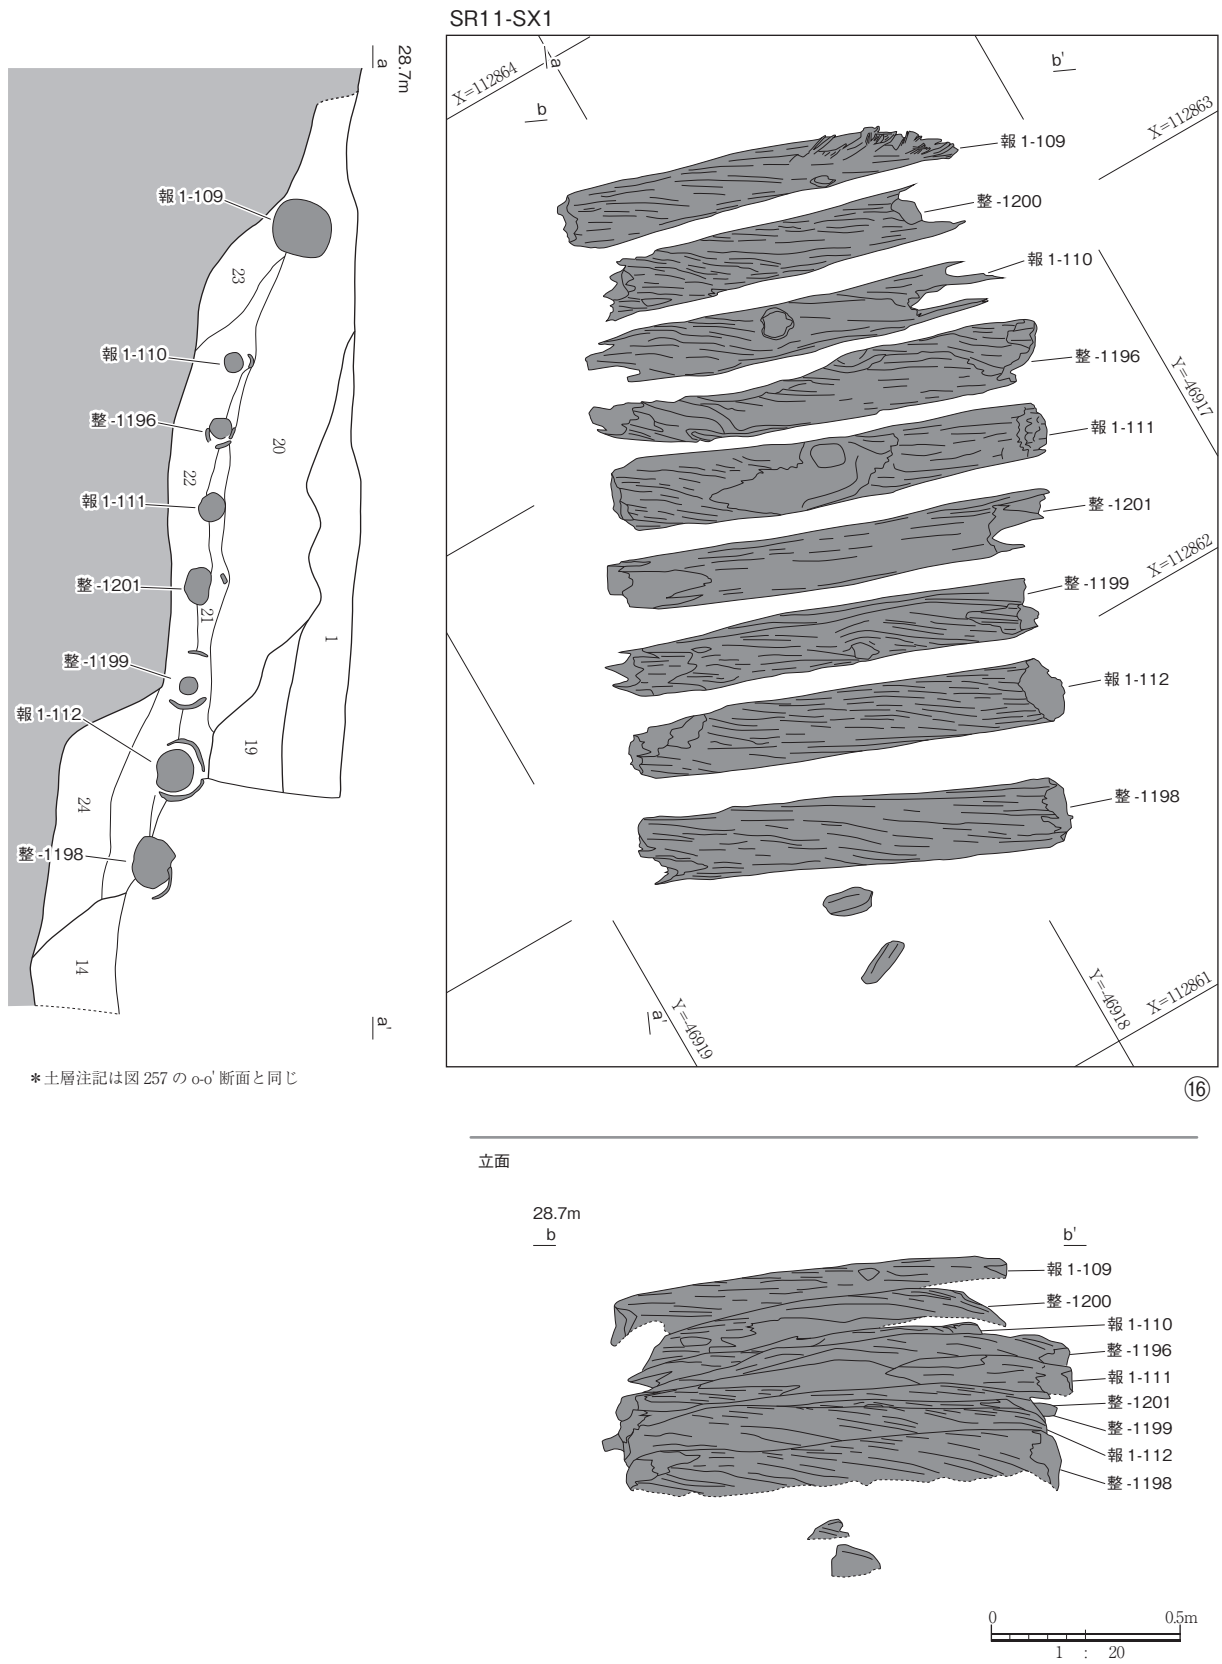 SR11-SX1
a
28.7m
報1-109
23
報1-110
整-1196
20
22
報1-111
整-1201
21
1
整-1199
報1-112
19
24
整-1198
14
a'
＊土層注記は図 257 の o-o' 断面と同じ
X=112864
a
b
b'
X=112863
報1-109
整-1200
報1-110
整-1196
Y=-46917
報1-111
整-1201
X=112862
整-1199
報1-112
整-1198
a'
Y=-46919
Y=-46918
X=112861
⑯
立面
28.7m
b
b'
報1-109
整-1200
報1-110
整-1196
報1-111
整-1201
整-1199
報1-112
整-1198
0 0.5m
1 : 20